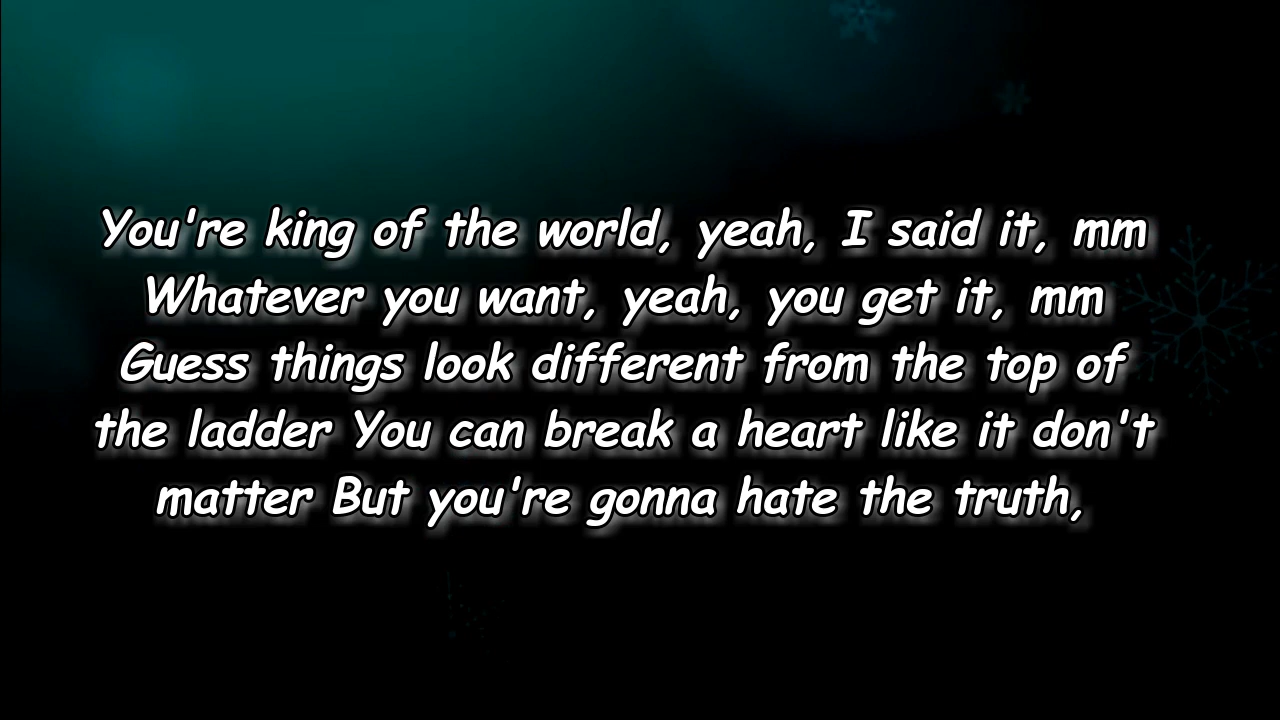 You're king of the world, yeah, I said it, mm
Whatever you want, yeah, you get it, mm
Guess things look different from the top of
the ladder You can break a heart like it don't
matter But you're gonna hate the truth,